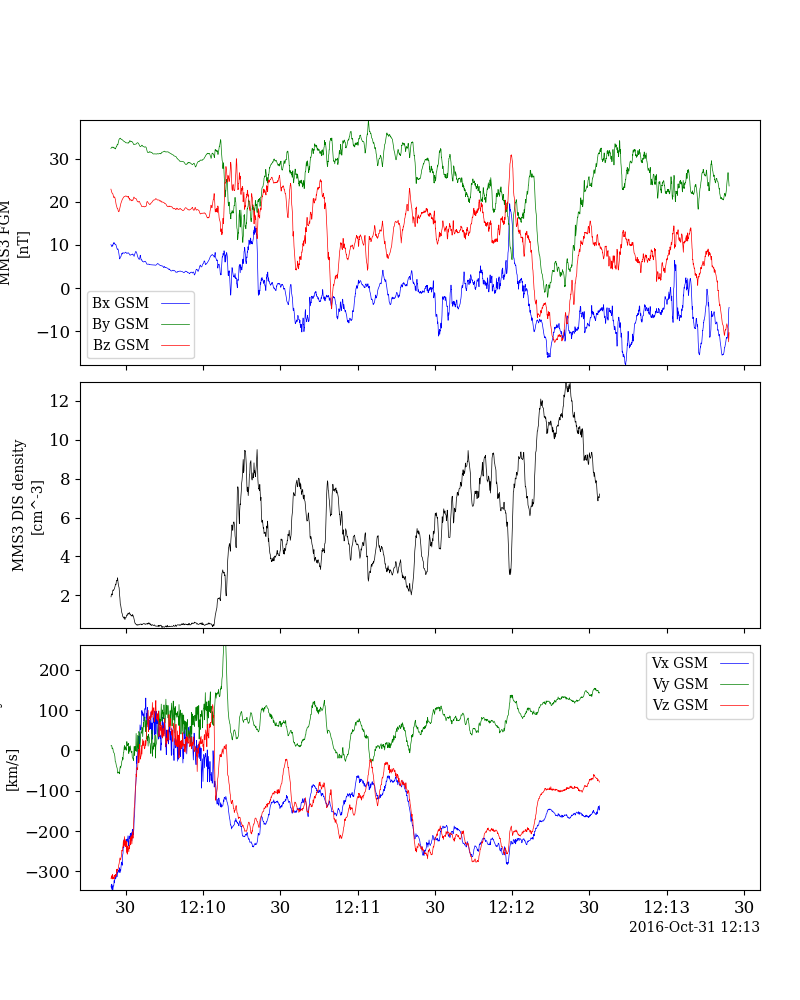 MMS3 FGM
[nT]
30
20
10
0
−10
Bx GSM
By GSM
Bz GSM
MMS3 DIS density
[cm^-3]
12
10
8
6
4
2
[km/s]
200
100
0
−100
−200
−300
Vx GSM
Vy GSM
Vz GSM
30 12:10 30 12:11 30 12:12 30 12:13 30
2016-Oct-31 12:13